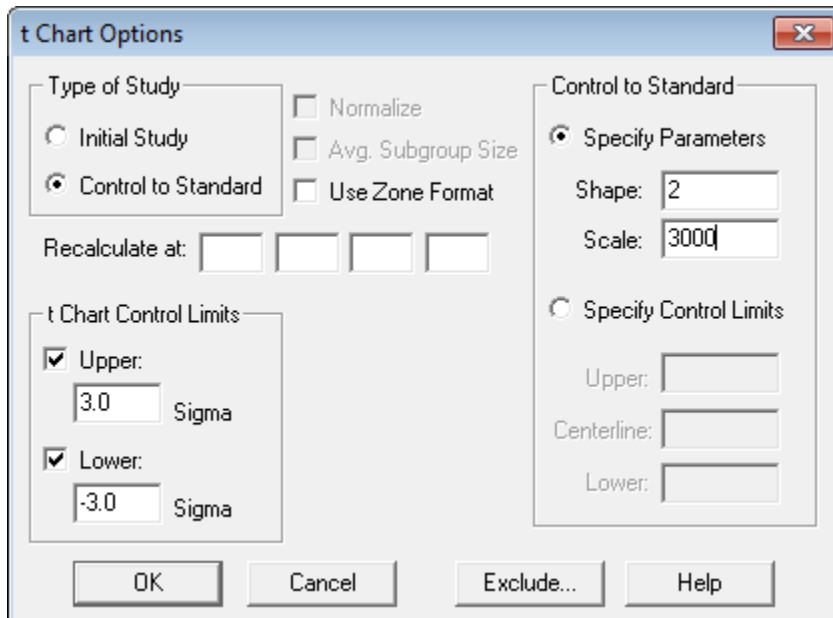 t Chart Options
Type of Study
Initial Study
Control to Standard
Normalize
Avg. Subgroup Size
Use Zone Format
Recalculate at:
t Chart Control Limits
Upper:
3.0 Sigma
Lower:
-3.0 Sigma
Control to Standard
Specify Parameters
Shape: 2
Scale: 3000
Specify Control Limits
Upper:
Centerline:
Lower:
OK Cancel Exclude... Help